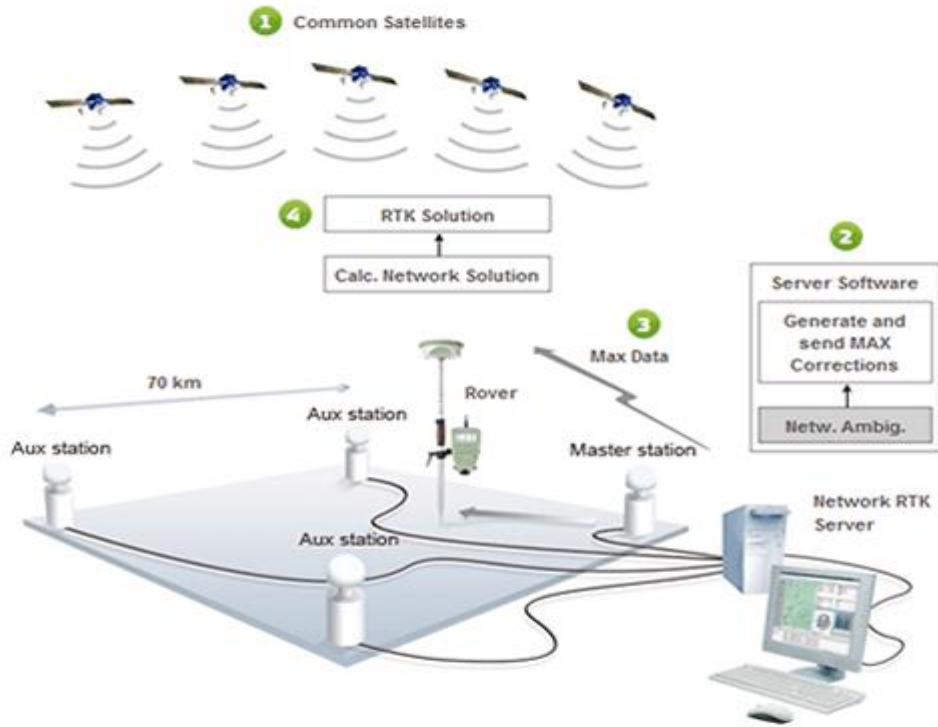 1 Common Satellites
4 RTK Solution
Calc. Network Solution
2
Server Software
Generate and
send MAX
Corrections
Netw. Ambig.
3
Max Data
70 km
Rover
Aux station
Aux station
Master station
Aux station
Network RTK
Server